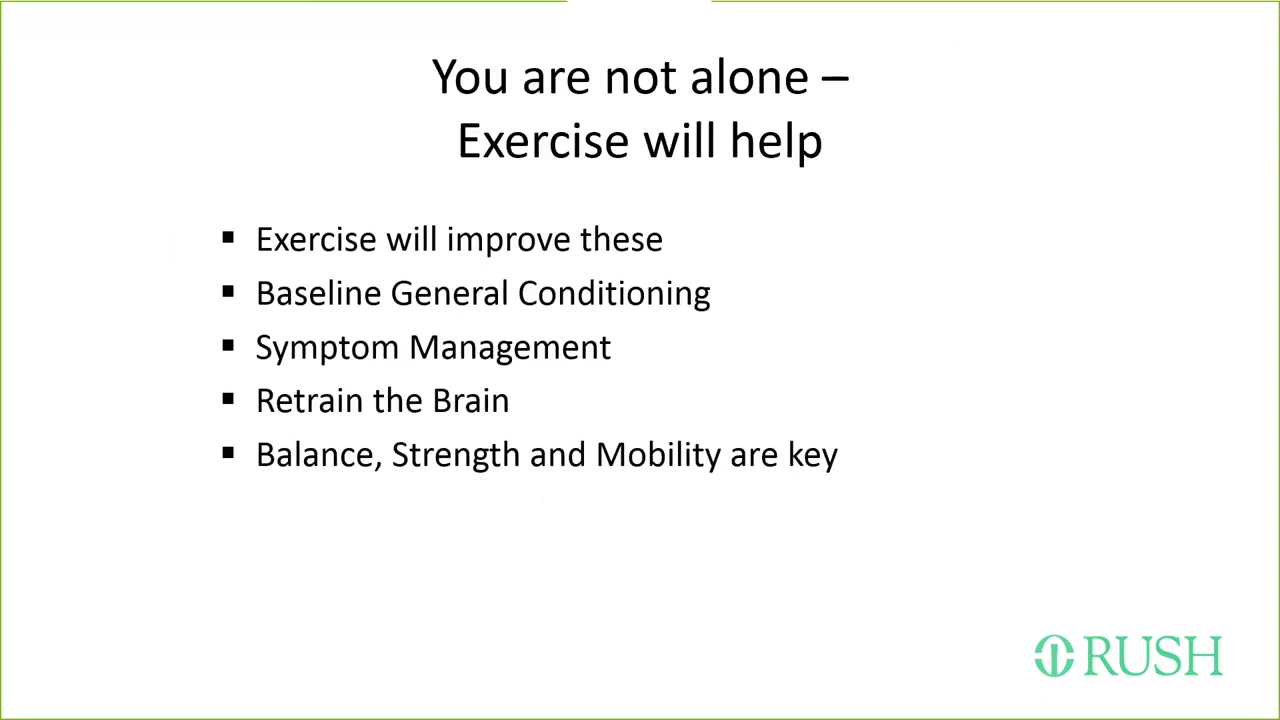 You are not alone –
Exercise will help
▪ Exercise will improve these
▪ Baseline General Conditioning
▪ Symptom Management
▪ Retrain the Brain
▪ Balance, Strength and Mobility are key
RUSH